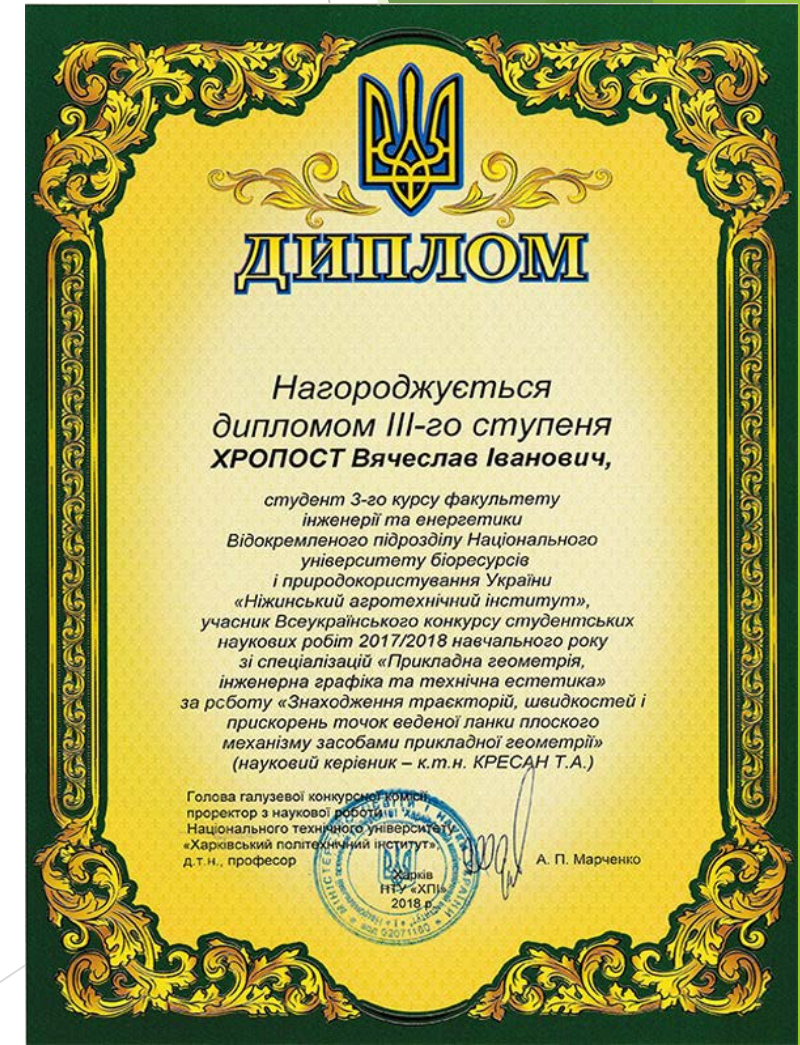 ДИПЛОМ
Нагороджується
дипломом III-го ступеня
ХРОПОСТ Вячеслав Іванович,
студент 3-го курсу факультету
інженерії та енергетики
Відокремленого підрозділу Національного
університету біоресурсів
і природокористування України
«Ніжинський агротехнічний інститут»,
учасник Всеукраїнського конкурсу студентських
наукових робіт 2017/2018 навчального року
зі спеціалізацій «Прикладна геометрія,
інженерна графіка та технічна естетика»
за роботу «Знаходження траєкторій, швидкостей і
прискорень точок веденої ланки плоского
механізму засобами прикладної геометрії»
(науковий керівник – к.т.н. КРЕСАН Т.А.)
Голова галузевої конкурсної комісії,
проректор з наукової роботи
Національного технічного університету
«Харківський політехнічний інститут»,
д.т.н., професор
А. П. Марченко
Харків
НТУ «ХПІ»
2018 р.
02071180